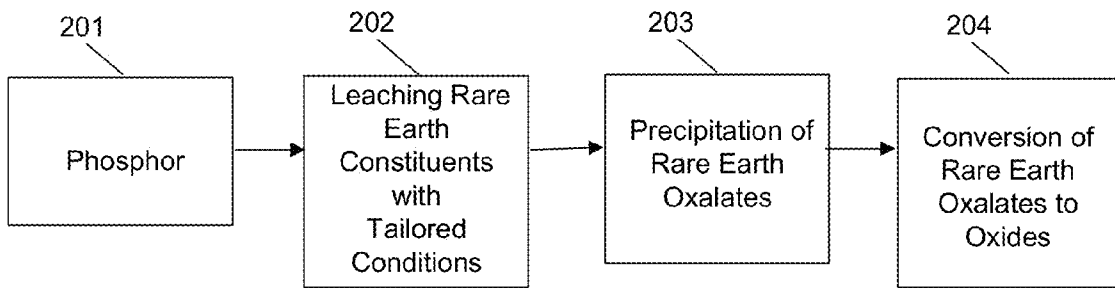 201
202
203
204
Phosphor
Leaching Rare
Earth
Constituents
with
Tailored
Conditions
Precipitation of
Rare Earth
Oxalates
Conversion of
Rare Earth
Oxalates to
Oxides